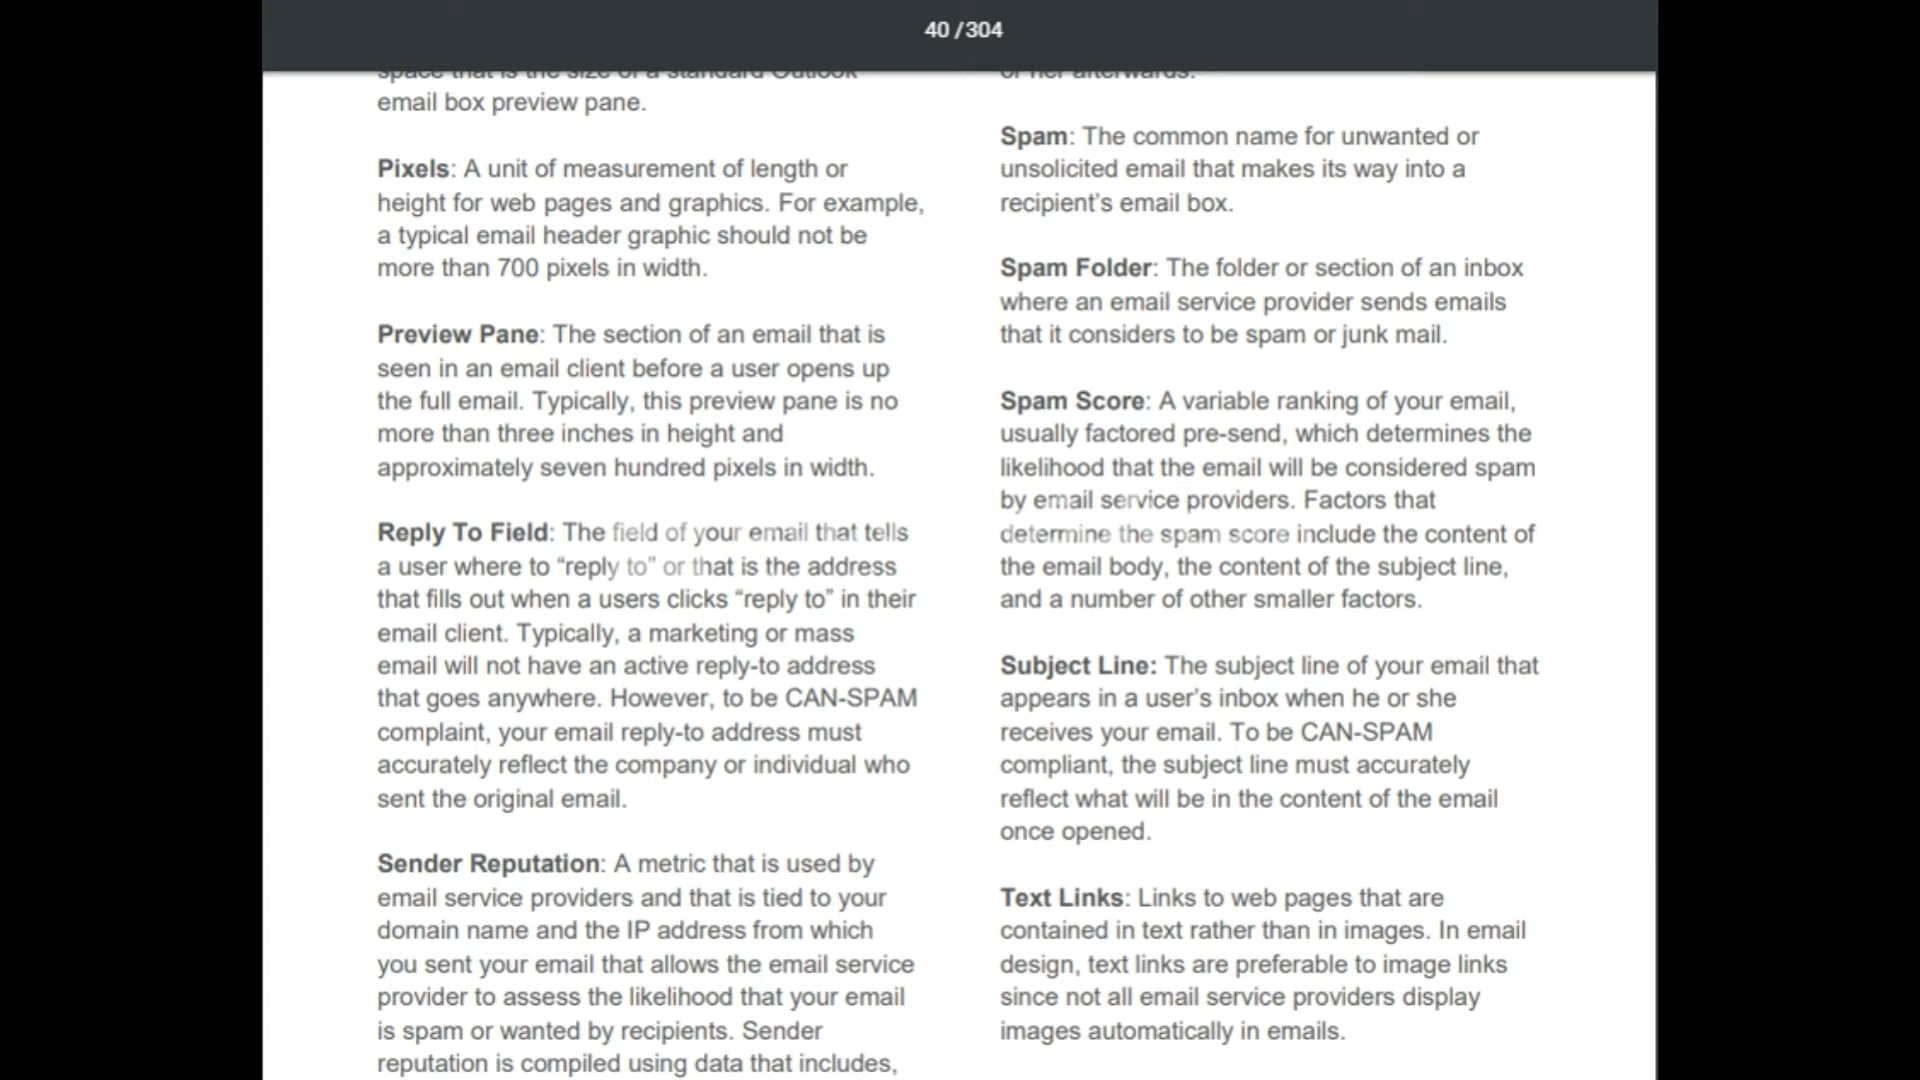 40 / 304
space that is the size of a standard Outlook
email box preview pane.
Pixels: A unit of measurement of length or
height for web pages and graphics. For example,
a typical email header graphic should not be
more than 700 pixels in width.
Preview Pane: The section of an email that is
seen in an email client before a user opens up
the full email. Typically, this preview pane is no
more than three inches in height and
approximately seven hundred pixels in width.
Reply To Field: The field of your email that tells
a user where to “reply to” or that is the address
that fills out when a users clicks “reply to” in their
email client. Typically, a marketing or mass
email will not have an active reply-to address
that goes anywhere. However, to be CAN-SPAM
complaint, your email reply-to address must
accurately reflect the company or individual who
sent the original email.
Sender Reputation: A metric that is used by
email service providers and that is tied to your
domain name and the IP address from which
you sent your email that allows the email service
provider to assess the likelihood that your email
is spam or wanted by recipients. Sender
reputation is compiled using data that includes,
or her afterwards.
Spam: The common name for unwanted or
unsolicited email that makes its way into a
recipient’s email box.
Spam Folder: The folder or section of an inbox
where an email service provider sends emails
that it considers to be spam or junk mail.
Spam Score: A variable ranking of your email,
usually factored pre-send, which determines the
likelihood that the email will be considered spam
by email service providers. Factors that
determine the spam score include the content of
the email body, the content of the subject line,
and a number of other smaller factors.
Subject Line: The subject line of your email that
appears in a user’s inbox when he or she
receives your email. To be CAN-SPAM
compliant, the subject line must accurately
reflect what will be in the content of the email
once opened.
Text Links: Links to web pages that are
contained in text rather than in images. In email
design, text links are preferable to image links
since not all email service providers display
images automatically in emails.